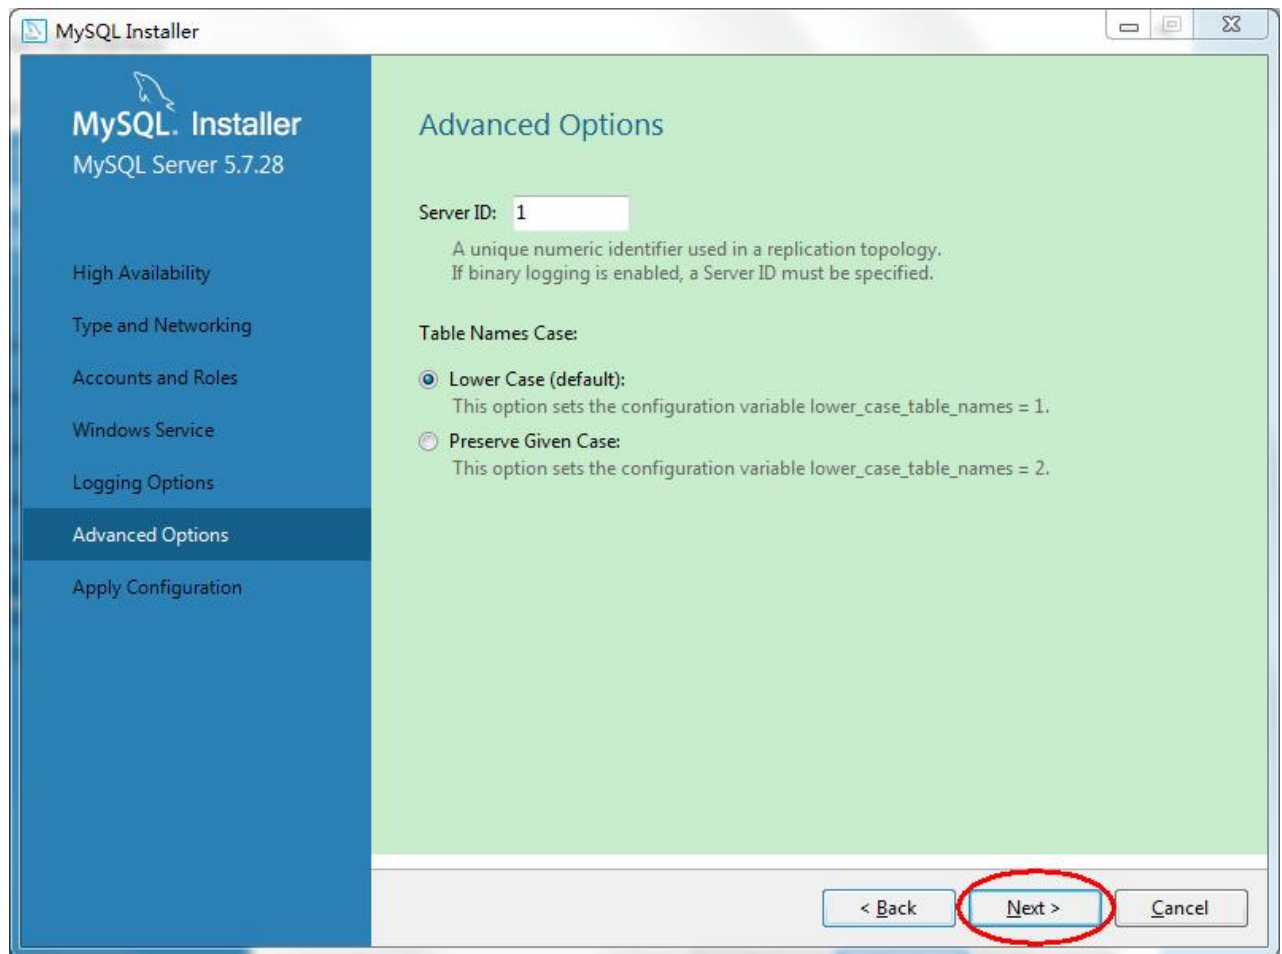 MySQL Installer
MySQL. Installer
MySQL Server 5.7.28
High Availability
Type and Networking
Accounts and Roles
Windows Service
Logging Options
Advanced Options
Apply Configuration
Advanced Options
Server ID: 1
A unique numeric identifier used in a replication topology.
If binary logging is enabled, a Server ID must be specified.
Table Names Case:
Lower Case (default):
This option sets the configuration variable lower_case_table_names = 1.
Preserve Given Case:
This option sets the configuration variable lower_case_table_names = 2.
< Back Next > Cancel